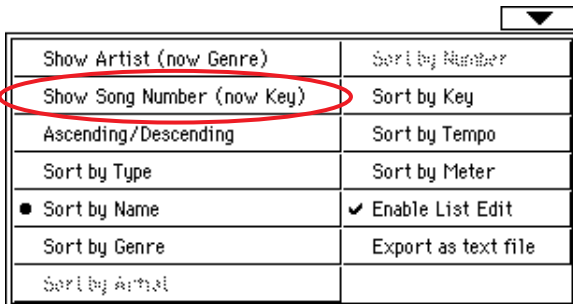 Show Artist (now Genre)
Show Song Number (now Key)
Ascending/Descending
Sort by Type
Sort by Name
Sort by Genre
Sort by Artist
Sort by Number
Sort by Key
Sort by Tempo
Sort by Meter
Enable List Edit
Export as text file